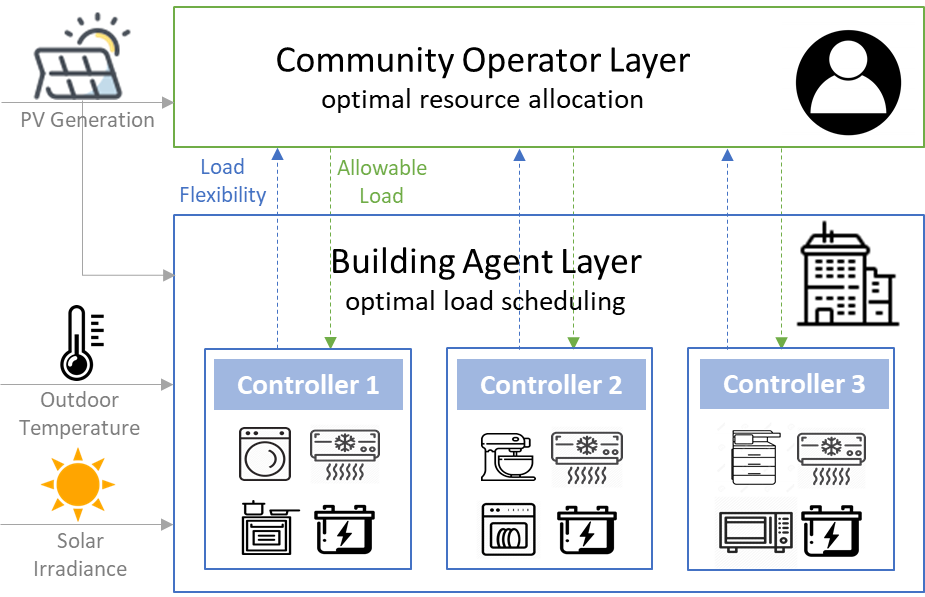 Community Operator Layer
optimal resource allocation
PV Generation
Load
Flexibility
Allowable
Load
Building Agent Layer
optimal load scheduling
Outdoor
Temperature
Solar
Irradiance
Controller 1
Controller 2
Controller 3